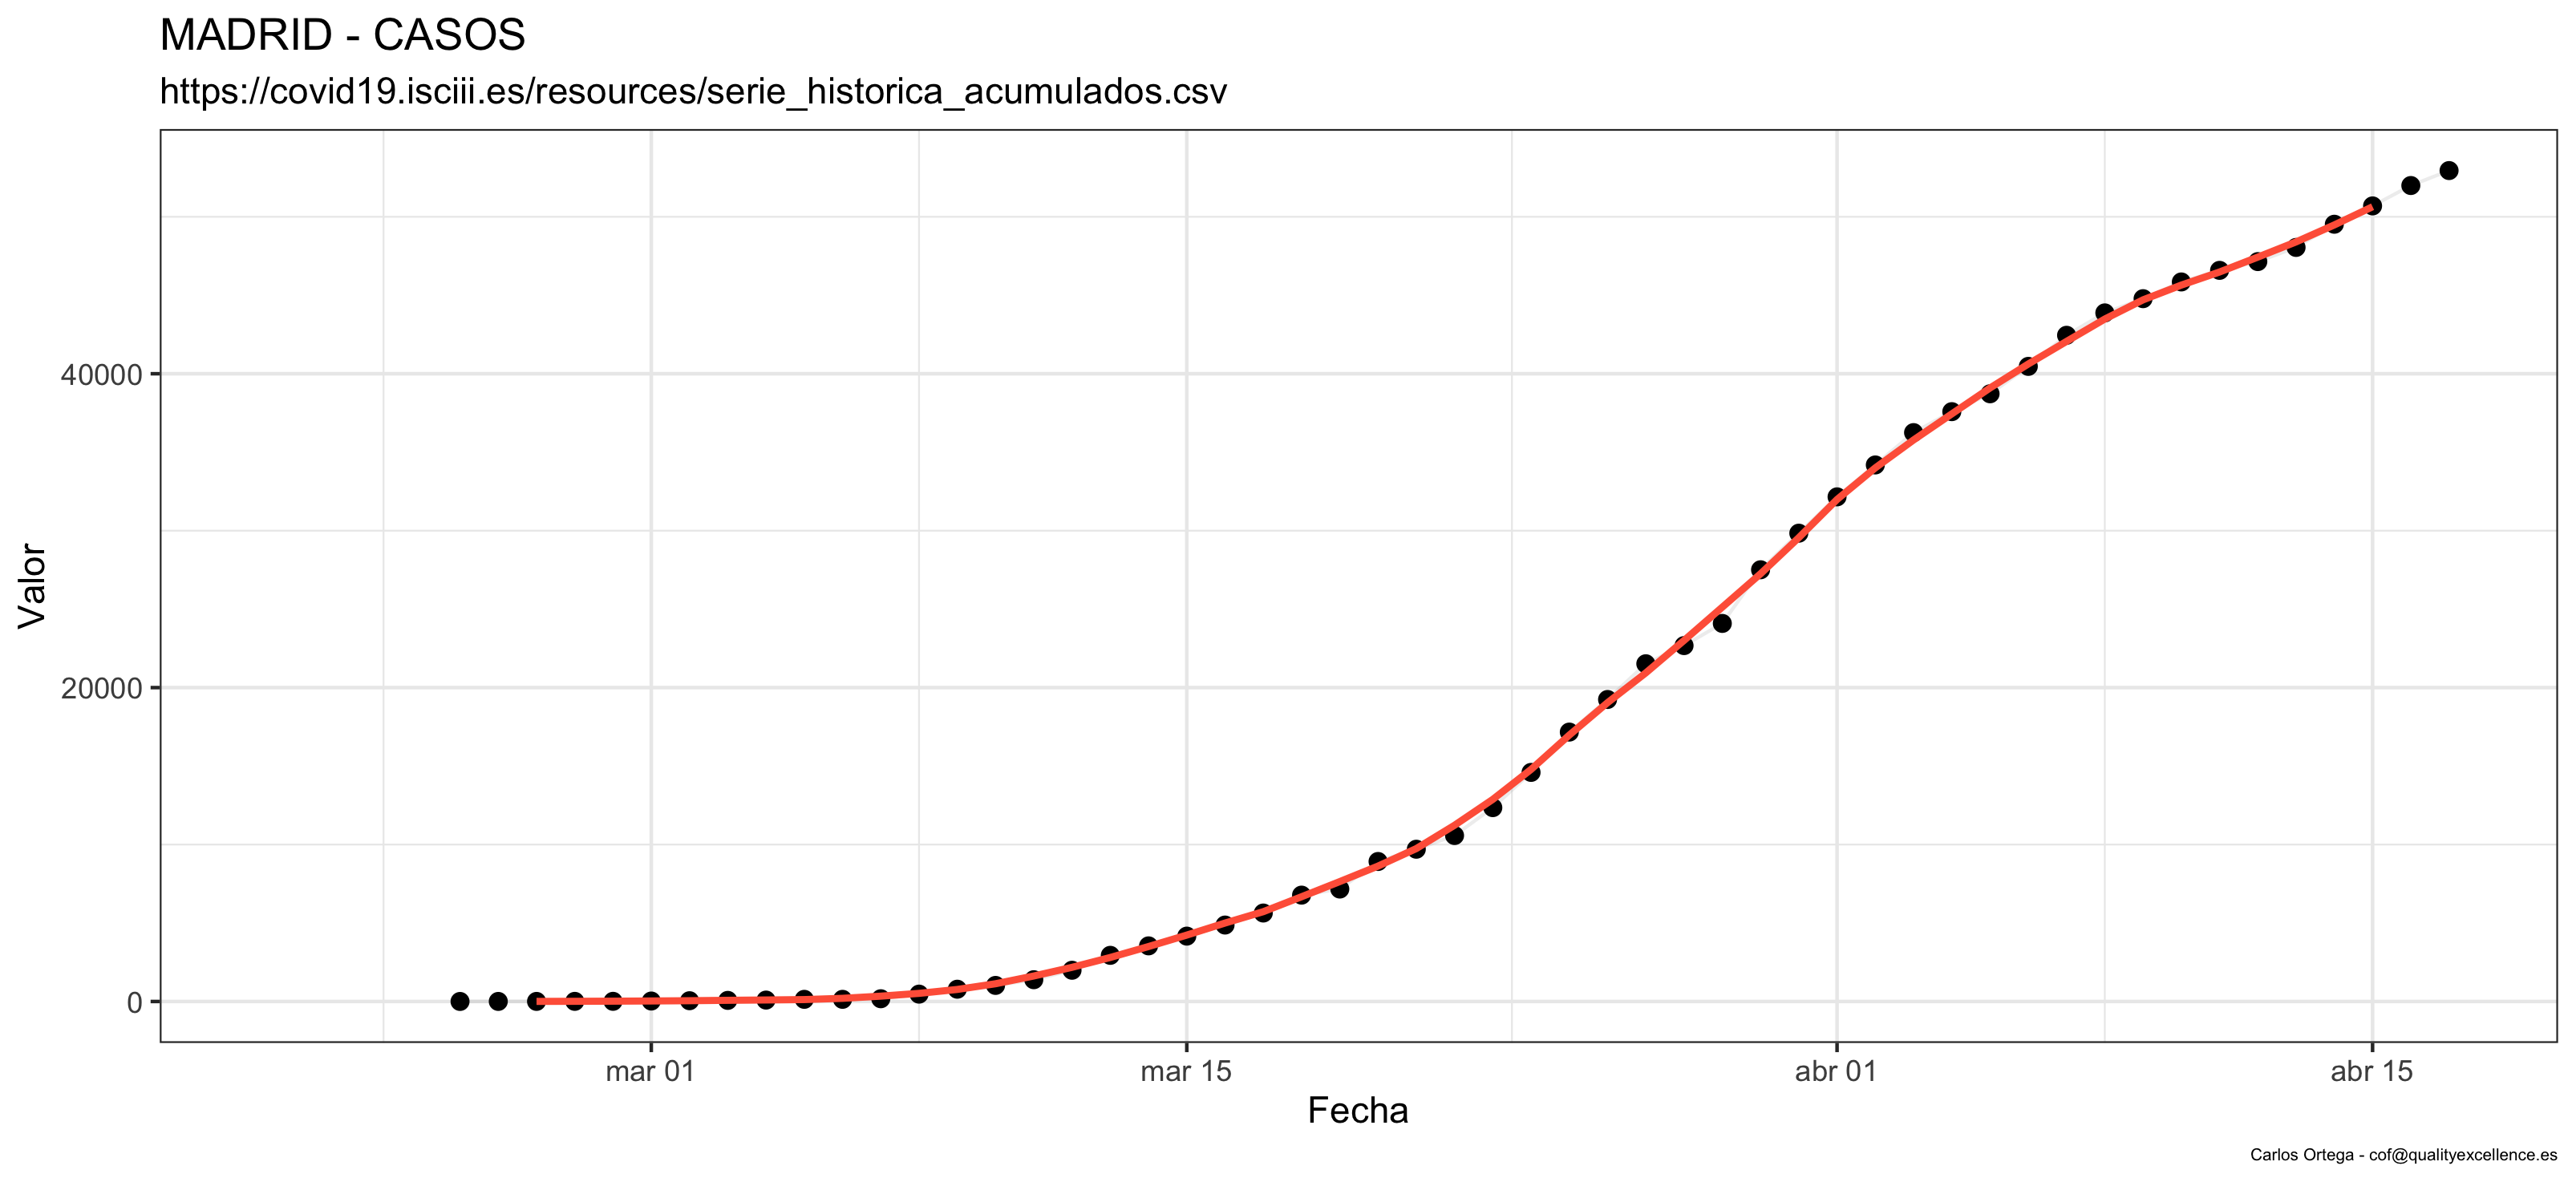 MADRID - CASOS
https://covid19.isciii.es/resources/serie_historica_acumulados.csv
Valor
40000
20000
0
mar 01
mar 15
abr 01
abr 15
Fecha
Carlos Ortega - cof@qualityexcellence.es